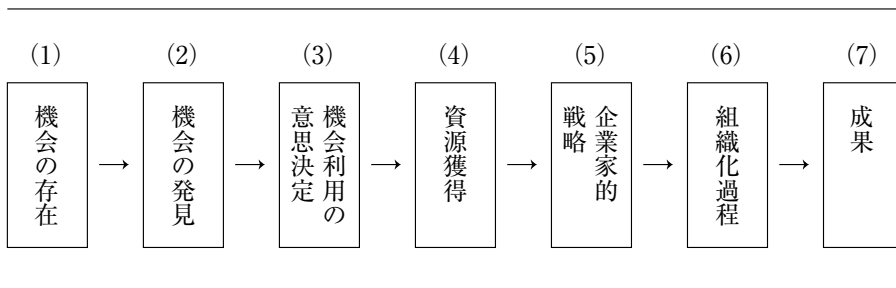 (1)
機会の存在
(2)
機会の発見
(3)
機会利用の
意思決定
(4)
資源獲得
(5)
企業家的
戦略
(6)
組織化過程
(7)
成果